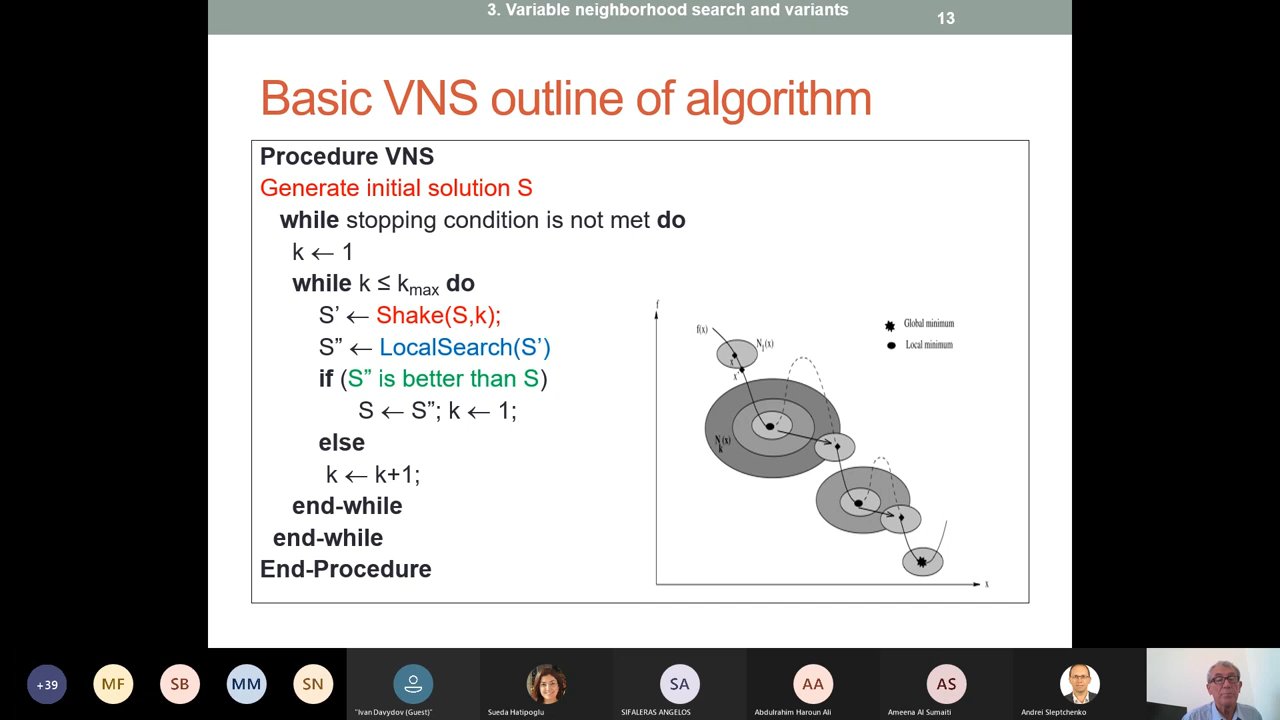 3. Variable neighborhood search and variants
13
Basic VNS outline of algorithm
Procedure VNS
Generate initial solution S
while stopping condition is not met do
k ← 1
while k ≤ kmax do
S’ ← Shake(S,k);
S” ← LocalSearch(S’)
if (S” is better than S)
S ← S”; k ← 1;
else
k ← k+1;
end-while
end-while
End-Procedure
f
f(x)
N1(x)
x
x'
Nk(x)
Global minimum
Local minimum
x
+39
MF
SB
MM
SN
SA
AA
AS
"Ivan Davydov (Guest)"
Sueda Hatipoglu
SIFALERAS ANGELOS
Abdulrahim Haroun Ali
Ameena Al Sumaiti
Andrei Sleptchenko